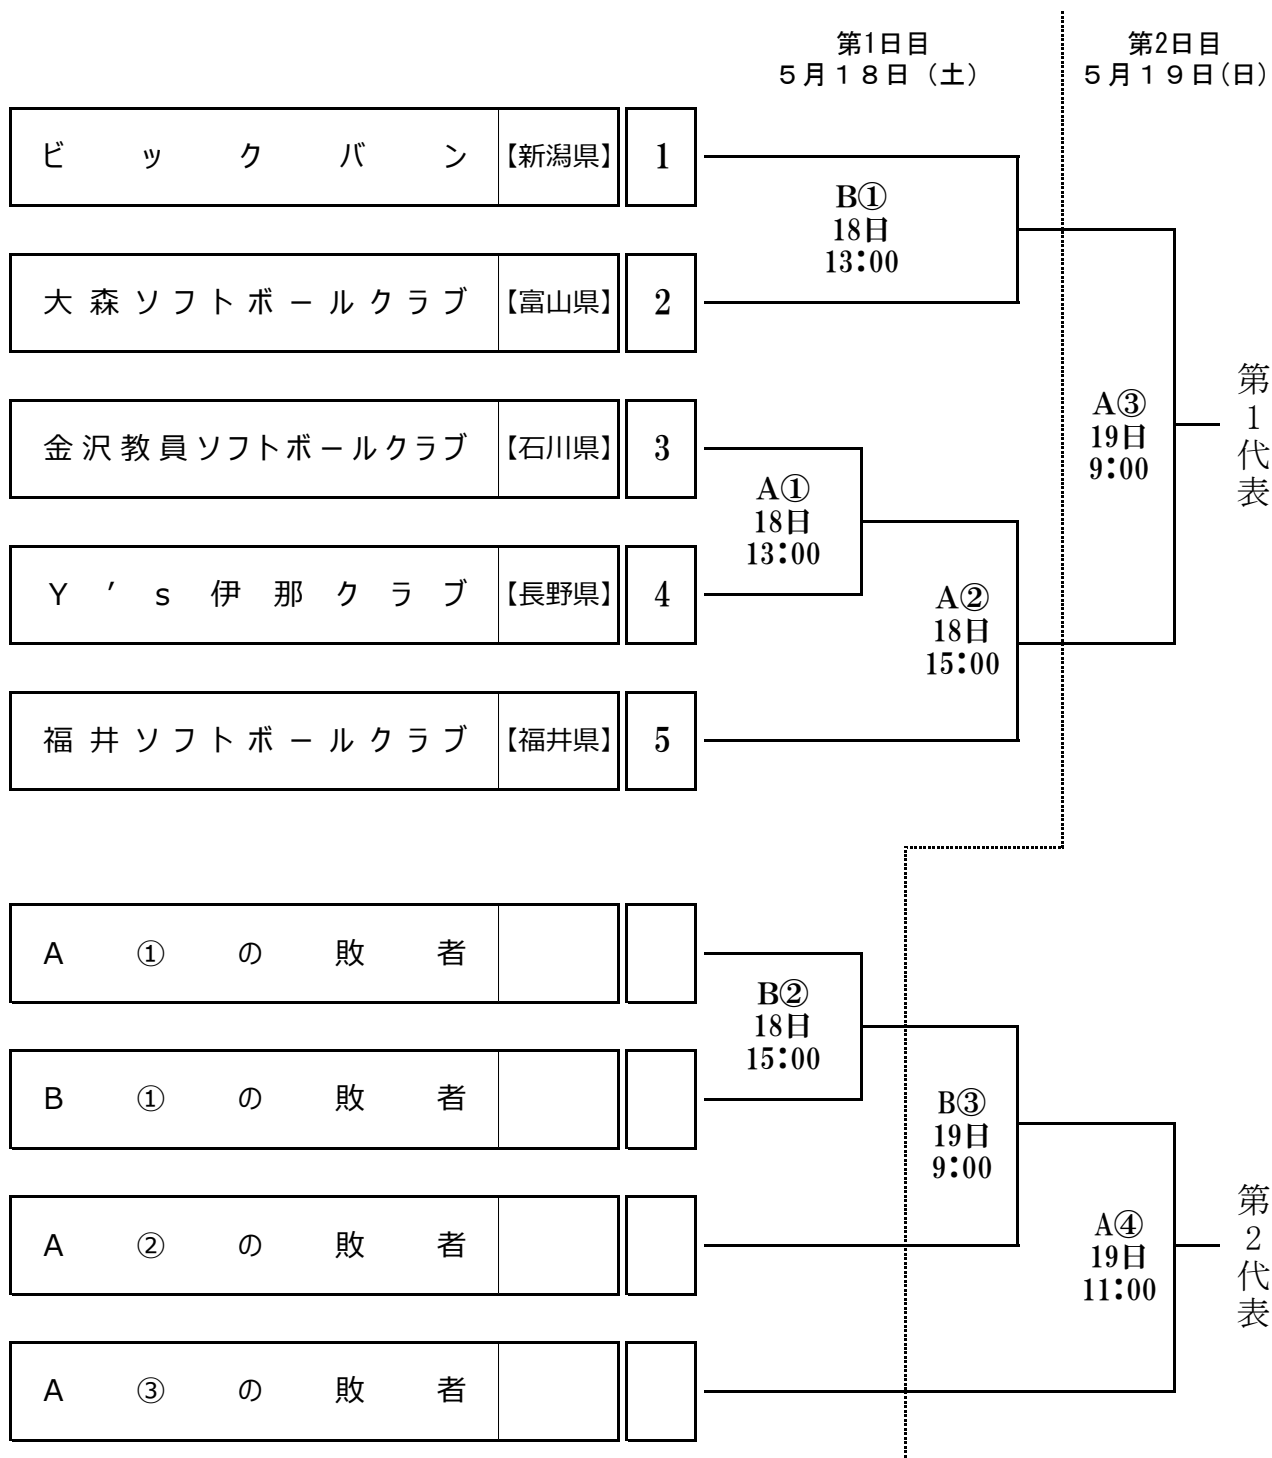 第1日目
５月１８日（土）
第2日目
５月１９日(日)
ビックバン 【新潟県】 1
B①
18日
13:00
大森ソフトボールクラブ 【富山県】 2
金沢教員ソフトボールクラブ 【石川県】 3
A①
18日
13:00
Y's伊那クラブ 【長野県】 4
A②
18日
15:00
福井ソフトボールクラブ 【福井県】 5
A③
19日
9:00
第1代表
A①の敗者
B②
18日
15:00
B①の敗者
B③
19日
9:00
A②の敗者
A④
19日
11:00
A③の敗者
第2代表